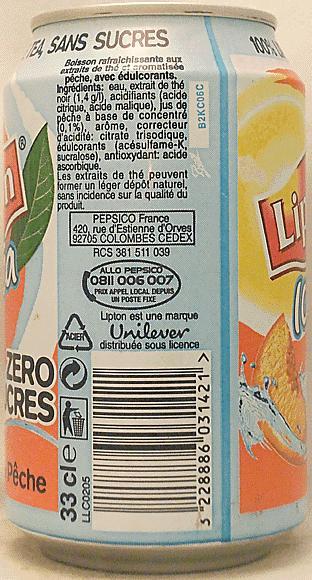 TEA, SANS SUCRES
100%
Boisson rafraîchissante aux
extraits de thé et aromatisée
pêche, avec édulcorants.
Ingrédients: eau, extrait de thé
noir (1,4 g/l), acidifiants (acide
citrique, acide malique), jus de
pêche à base de concentré
(0,1%), arôme, correcteur
d'acidité: citrate trisodique,
édulcorants (acésulfame-K,
sucralose), antioxydant: acide
ascorbique.
Les extraits de thé peuvent
former un léger dépôt naturel,
sans incidence sur la qualité du
produit.
B2KC06C
PEPSICO France
420, rue d'Estienne d'Orves
92705 COLOMBES CEDEX
RCS 381 511 039
ALLO PEPSICO
0811 006 007
PRIX APPEL LOCAL DEPUIS
UN POSTE FIXE
Lipton est une marque
Unilever
distribuée sous licence
ACIER
ZERO
CRES
Pêche
33 cl e
LLC0205
3 228886 031421 >
Lip